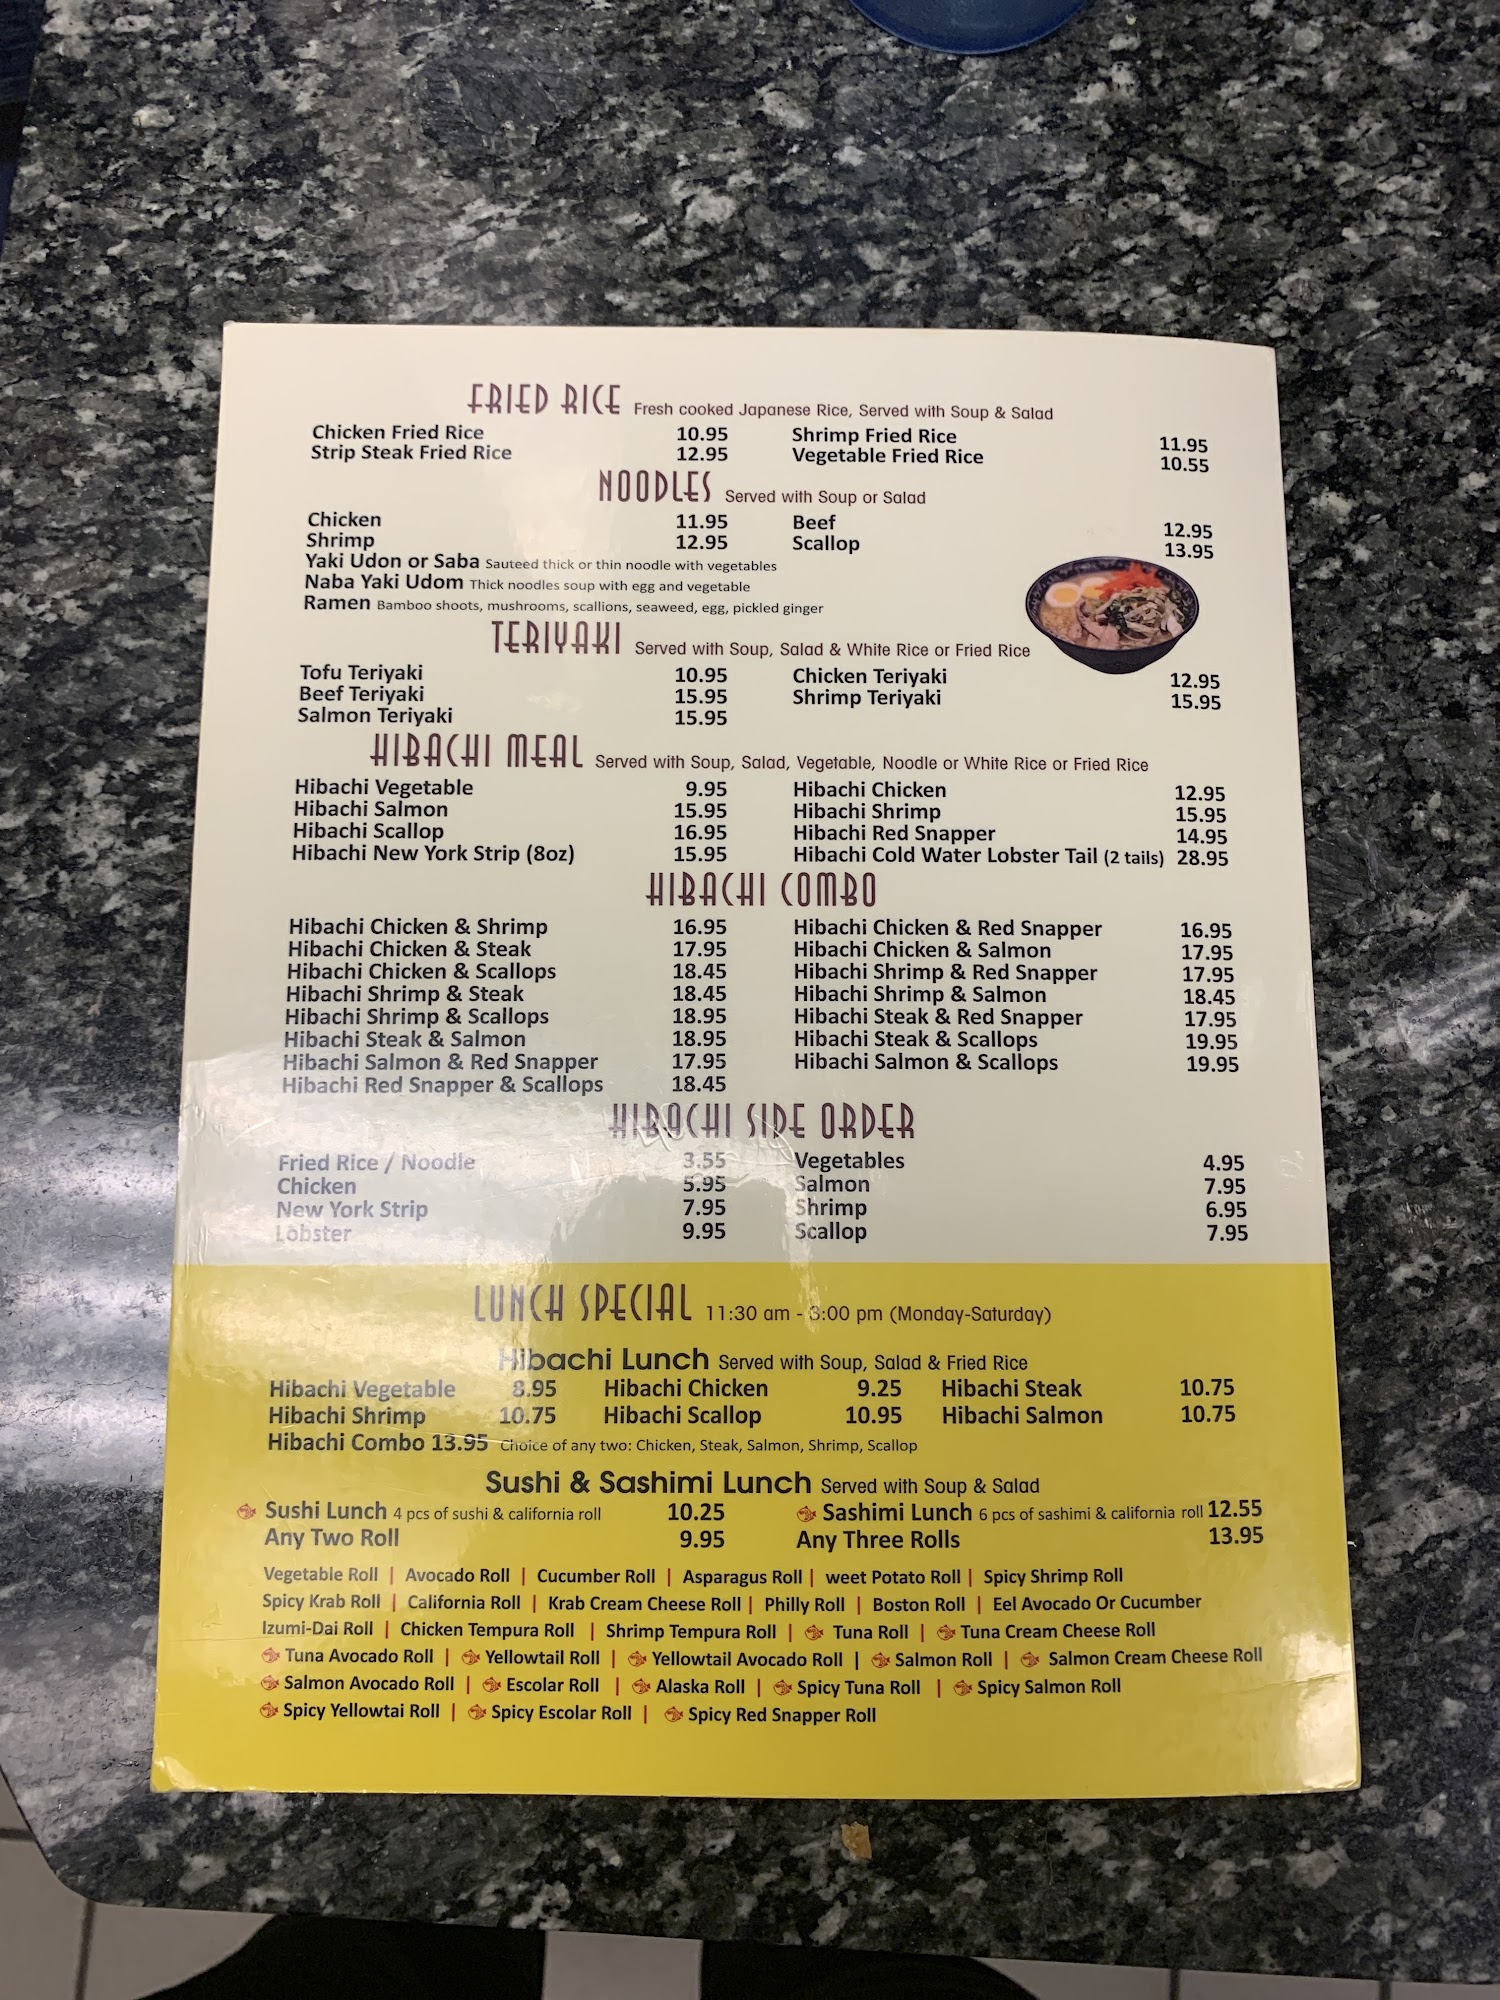 FRIED RICE Fresh cooked Japanese Rice, Served with Soup & Salad
Chicken Fried Rice 10.95 Shrimp Fried Rice 11.95
Strip Steak Fried Rice 12.95 Vegetable Fried Rice 10.55
NOODLES Served with Soup or Salad
Chicken 11.95 Beef 12.95
Shrimp 12.95 Scallop 13.95
Yaki Udon or Saba Sauteed thick or thin noodle with vegetables
Naba Yaki Udom Thick noodles soup with egg and vegetable
Ramen Bamboo shoots, mushrooms, scallions, seaweed, egg, pickled ginger
TERIYAKI Served with Soup, Salad & White Rice or Fried Rice
Tofu Teriyaki 10.95 Chicken Teriyaki 12.95
Beef Teriyaki 15.95 Shrimp Teriyaki 15.95
Salmon Teriyaki 15.95
HIBACHI MEAL Served with Soup, Salad, Vegetable, Noodle or White Rice or Fried Rice
Hibachi Vegetable 9.95 Hibachi Chicken 12.95
Hibachi Salmon 15.95 Hibachi Shrimp 15.95
Hibachi Scallop 16.95 Hibachi Red Snapper 14.95
Hibachi New York Strip (8oz) 15.95 Hibachi Cold Water Lobster Tail (2 tails) 28.95
HIBACHI COMBO
Hibachi Chicken & Shrimp 16.95 Hibachi Chicken & Red Snapper 16.95
Hibachi Chicken & Steak 17.95 Hibachi Chicken & Salmon 17.95
Hibachi Chicken & Scallops 18.45 Hibachi Shrimp & Red Snapper 17.95
Hibachi Shrimp & Steak 18.45 Hibachi Shrimp & Salmon 18.45
Hibachi Shrimp & Scallops 18.95 Hibachi Steak & Red Snapper 17.95
Hibachi Steak & Salmon 18.95 Hibachi Steak & Scallops 19.95
Hibachi Salmon & Red Snapper 17.95 Hibachi Salmon & Scallops 19.95
Hibachi Red Snapper & Scallops 18.45
HIBACHI SIDE ORDER
Fried Rice / Noodle 3.55 Vegetables 4.95
Chicken 5.95 Salmon 7.95
New York Strip 7.95 Shrimp 6.95
Lobster 9.95 Scallop 7.95
LUNCH SPECIAL 11:30 am - 3:00 pm (Monday-Saturday)
Hibachi Lunch Served with Soup, Salad & Fried Rice
Hibachi Vegetable 8.95 Hibachi Chicken 9.25 Hibachi Steak 10.75
Hibachi Shrimp 10.75 Hibachi Scallop 10.95 Hibachi Salmon 10.75
Hibachi Combo 13.95 Choice of any two: Chicken, Steak, Salmon, Shrimp, Scallop
Sushi & Sashimi Lunch Served with Soup & Salad
Sushi Lunch 4 pcs of sushi & california roll 10.25 Sashimi Lunch 6 pcs of sashimi & california roll 12.55
Any Two Roll 9.95 Any Three Rolls 13.95
Vegetable Roll | Avocado Roll | Cucumber Roll | Asparagus Roll | weet Potato Roll | Spicy Shrimp Roll
Spicy Krab Roll | California Roll | Krab Cream Cheese Roll | Philly Roll | Boston Roll | Eel Avocado Or Cucumber
Izumi-Dai Roll | Chicken Tempura Roll | Shrimp Tempura Roll | Tuna Roll | Tuna Cream Cheese Roll
Tuna Avocado Roll | Yellowtail Roll | Yellowtail Avocado Roll | Salmon Roll | Salmon Cream Cheese Roll
Salmon Avocado Roll | Escolar Roll | Alaska Roll | Spicy Tuna Roll | Spicy Salmon Roll
Spicy Yellowtai Roll | Spicy Escolar Roll | Spicy Red Snapper Roll